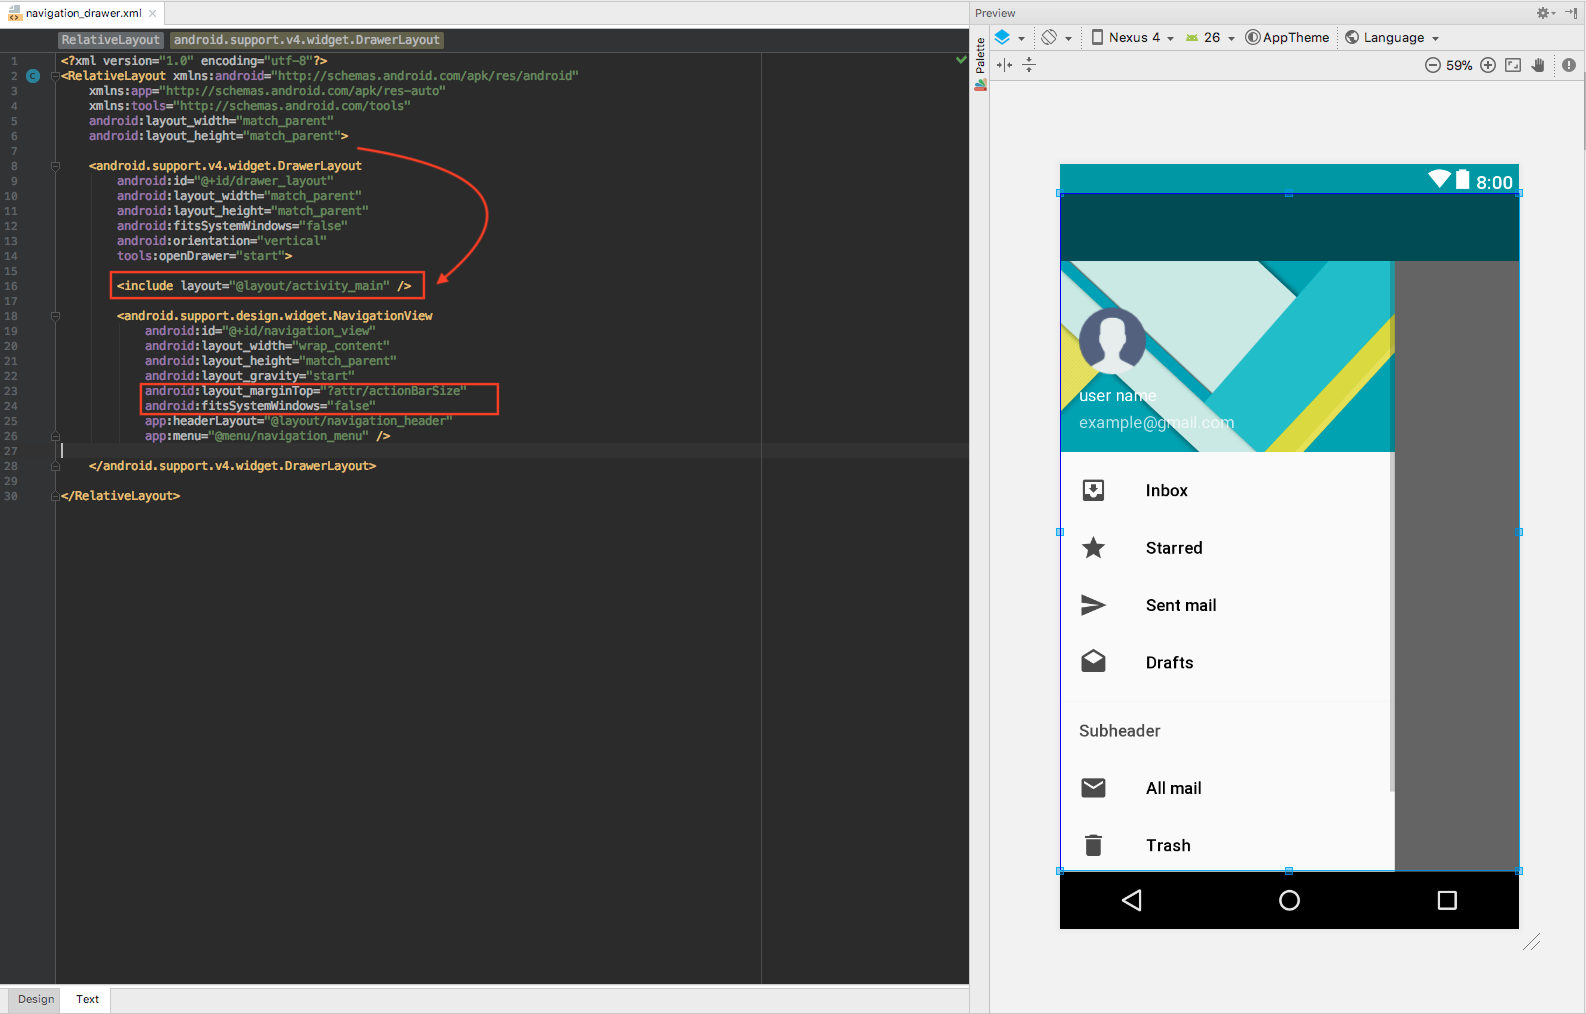 navigation_drawer.xml
RelativeLayout android.support.v4.widget.DrawerLayout
1 <?xml version="1.0" encoding="utf-8"?>
2 <RelativeLayout xmlns:android="http://schemas.android.com/apk/res/android"
3 xmlns:app="http://schemas.android.com/apk/res-auto"
4 xmlns:tools="http://schemas.android.com/tools"
5 android:layout_width="match_parent"
6 android:layout_height="match_parent">
7
8 <android.support.v4.widget.DrawerLayout
9 android:id="@+id/drawer_layout"
10 android:layout_width="match_parent"
11 android:layout_height="match_parent"
12 android:fitsSystemWindows="false"
13 android:orientation="vertical"
14 tools:openDrawer="start">
15
16 <include layout="@layout/activity_main" />
17
18 <android.support.design.widget.NavigationView
19 android:id="@+id/navigation_view"
20 android:layout_width="wrap_content"
21 android:layout_height="match_parent"
22 android:layout_gravity="start"
23 android:layout_marginTop="?attr/actionBarSize"
24 android:fitsSystemWindows="false"
25 app:headerLayout="@layout/navigation_header"
26 app:menu="@menu/navigation_menu" />
27
28 </android.support.v4.widget.DrawerLayout>
29
30 </RelativeLayout>
Design Text
Preview
Palette
Nexus 4 26 AppTheme Language
59%
8:00
user name
example@gmail.com
Inbox
Starred
Sent mail
Drafts
Subheader
All mail
Trash